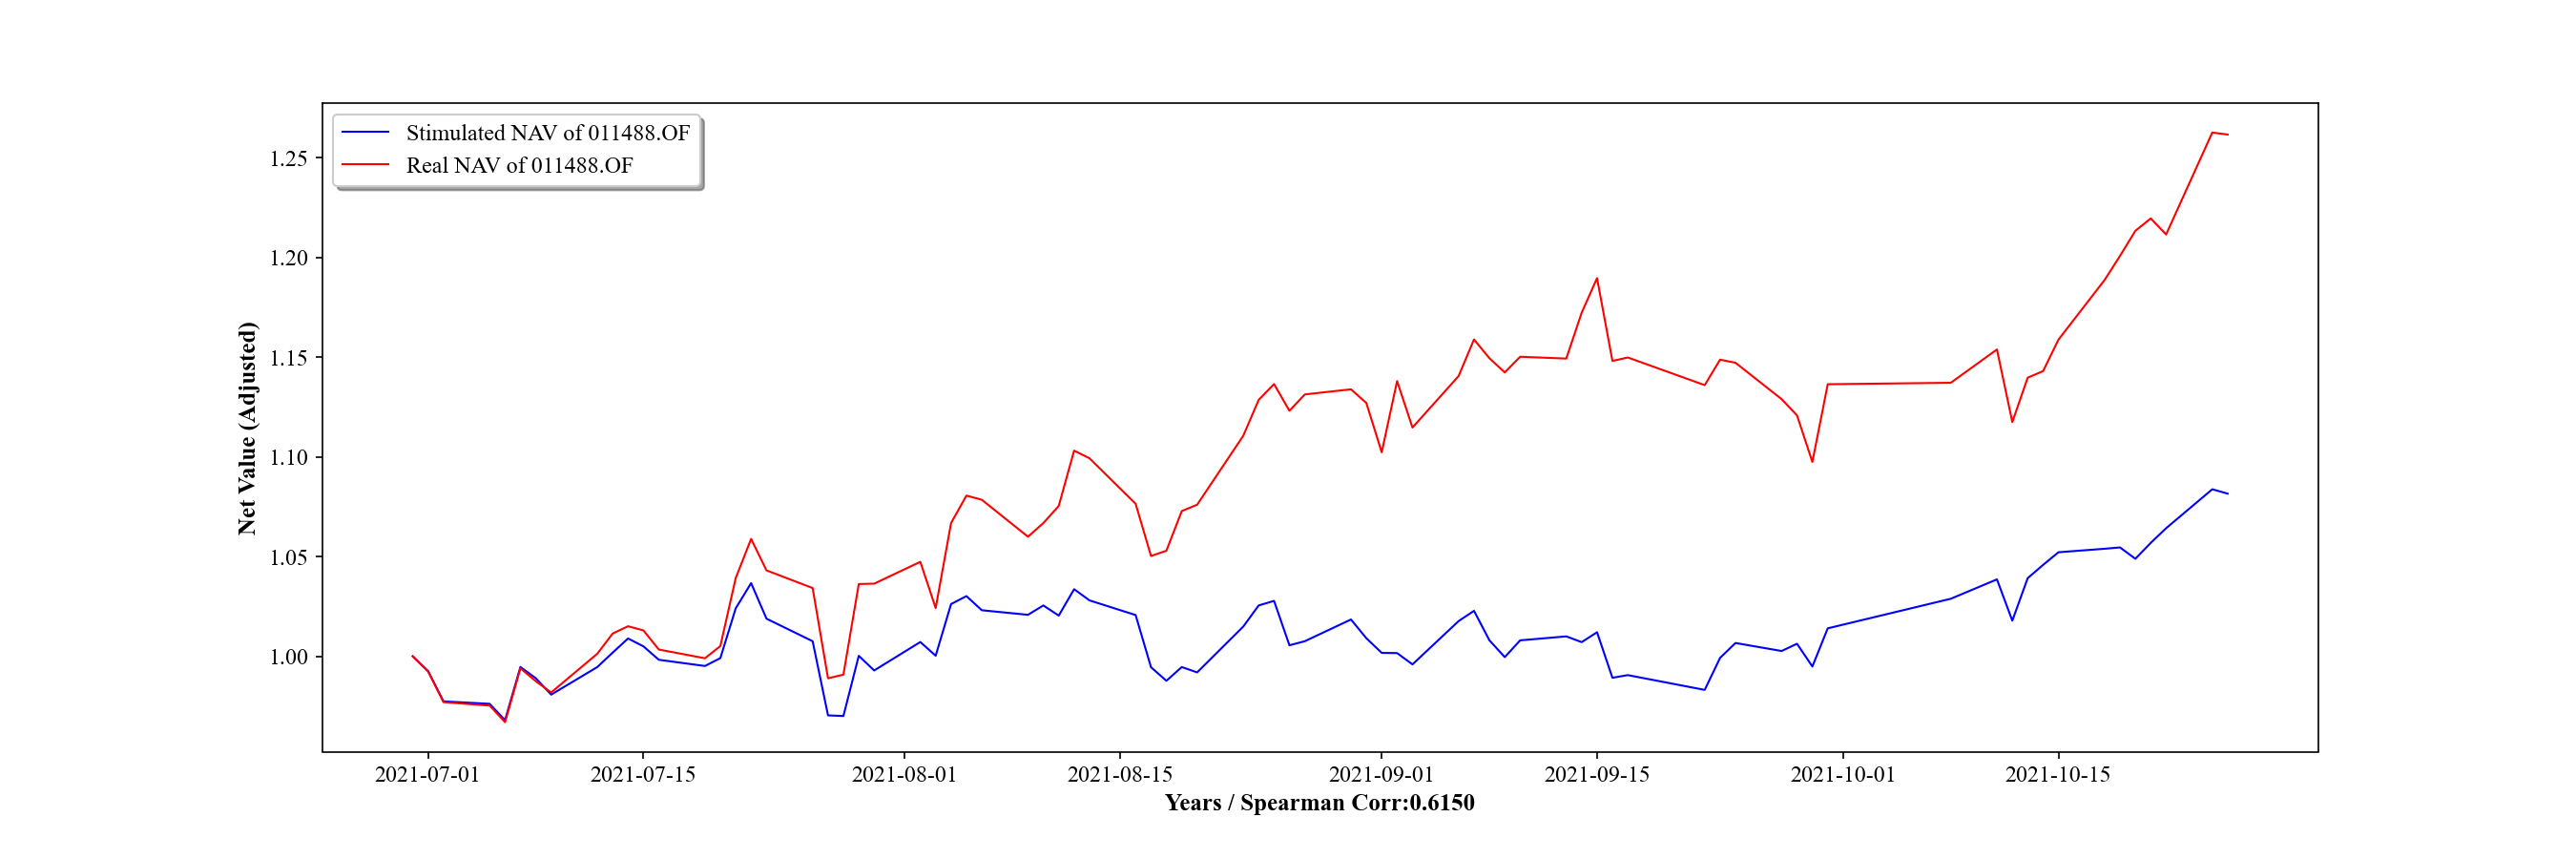 Stimulated NAV of 011488.OF
Real NAV of 011488.OF
Net Value (Adjusted)
1.25
1.20
1.15
1.10
1.05
1.00
2021-07-01 2021-07-15 2021-08-01 2021-08-15 2021-09-01 2021-09-15 2021-10-01 2021-10-15
Years / Spearman Corr:0.6150